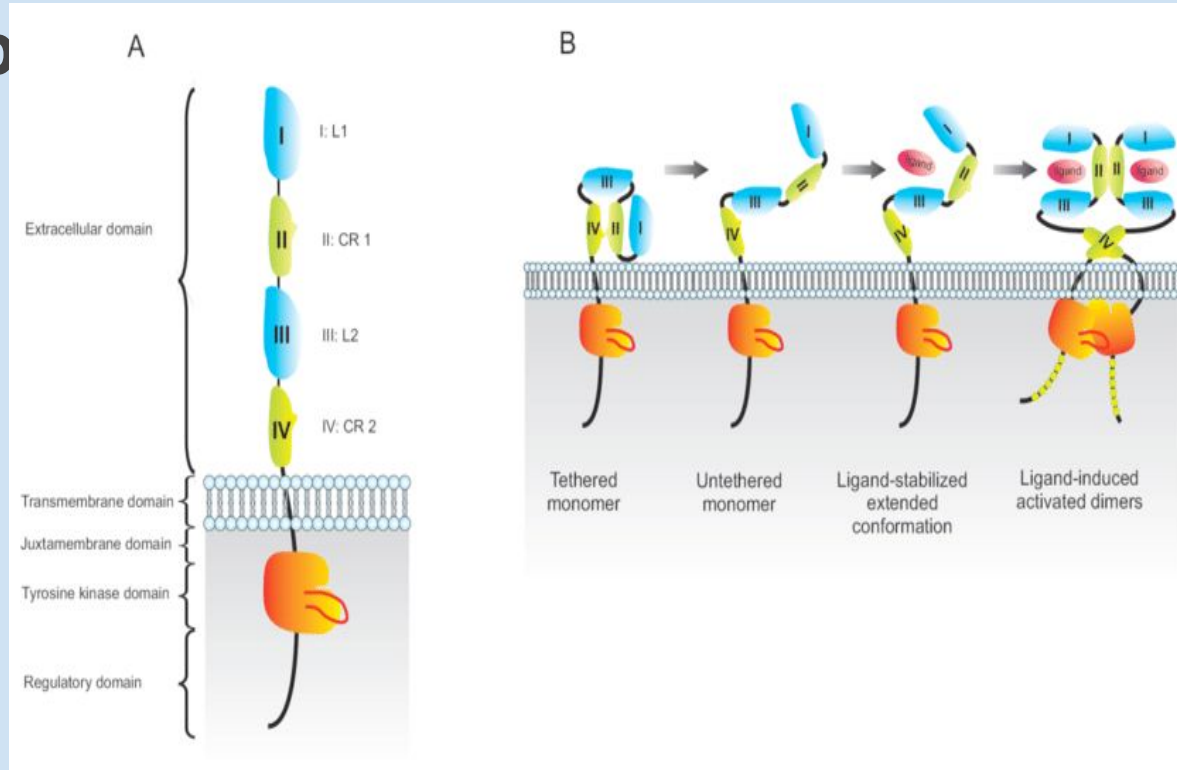 A
I
I: L1
II
II: CR 1
III
III: L2
IV
IV: CR 2
Extracellular domain
Transmembrane domain
Juxtamembrane domain
Tyrosine kinase domain
Regulatory domain
B
III
IV II I
I
II
III
IV
I
ligand
II
III
IV
I I
ligand II II ligand
III III
IV
Tethered
monomer
Untethered
monomer
Ligand-stabilized
extended
conformation
Ligand-induced
activated dimers